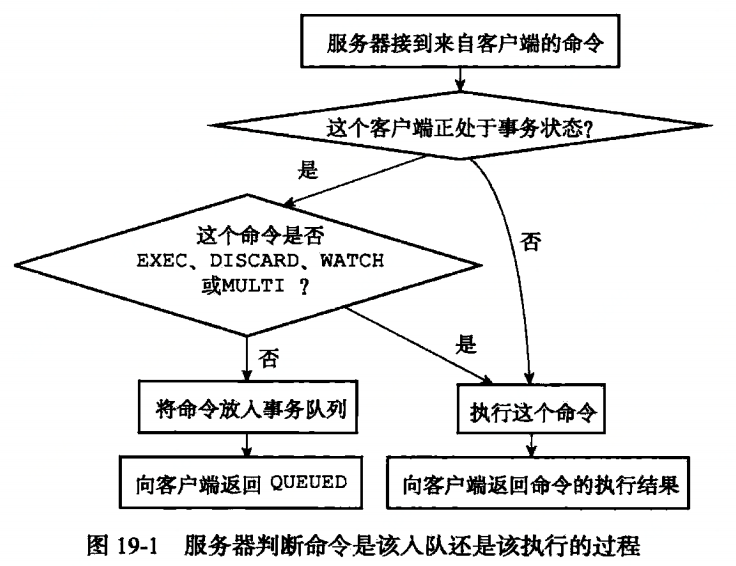 服务器接到来自客户端的命令
这个客户端正处于事务状态?
是
否
这个命令是否
EXEC、DISCARD、WATCH
或MULTI ?
否
是
将命令放入事务队列
执行这个命令
向客户端返回 QUEUED
向客户端返回命令的执行结果
图 19-1 服务器判断命令是该入队还是该执行的过程